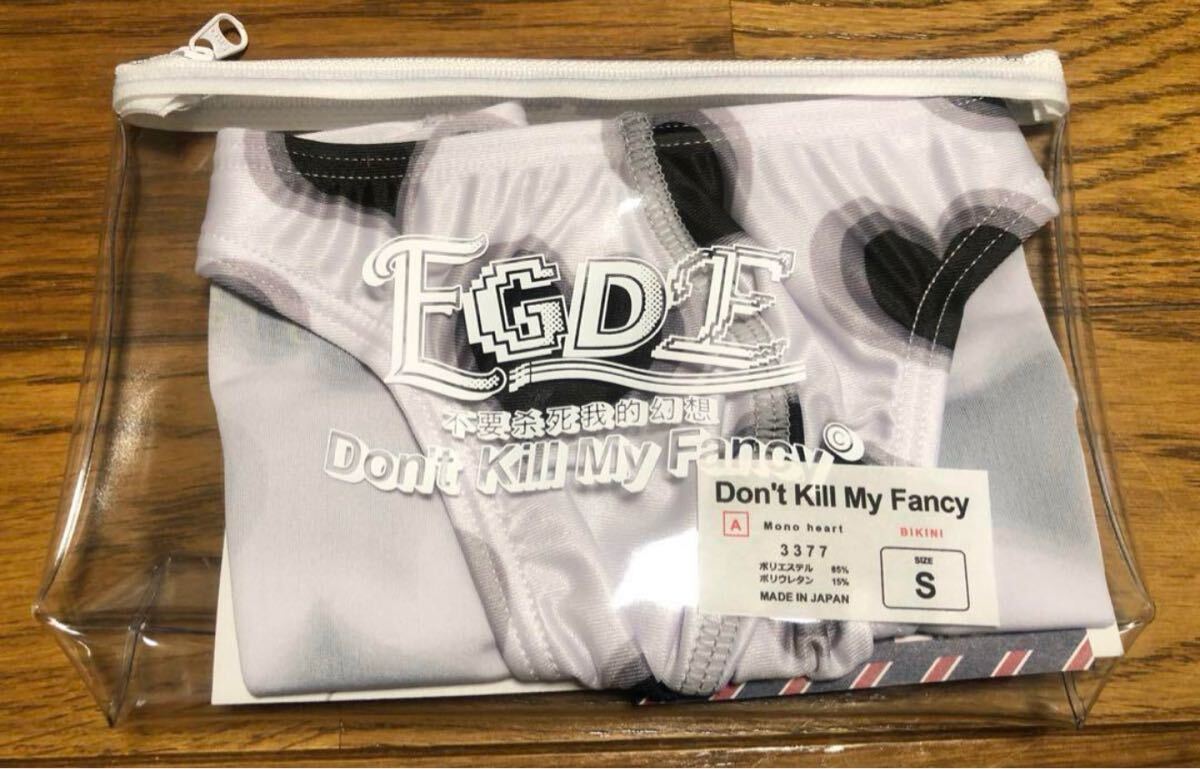 EGDE
不要杀死我的幻想
Don't Kill My Fancy ©
Don't Kill My Fancy
A Mono heart BIKINI
3377
ポリエステル 85%
ポリウレタン 15%
MADE IN JAPAN
SIZE
S